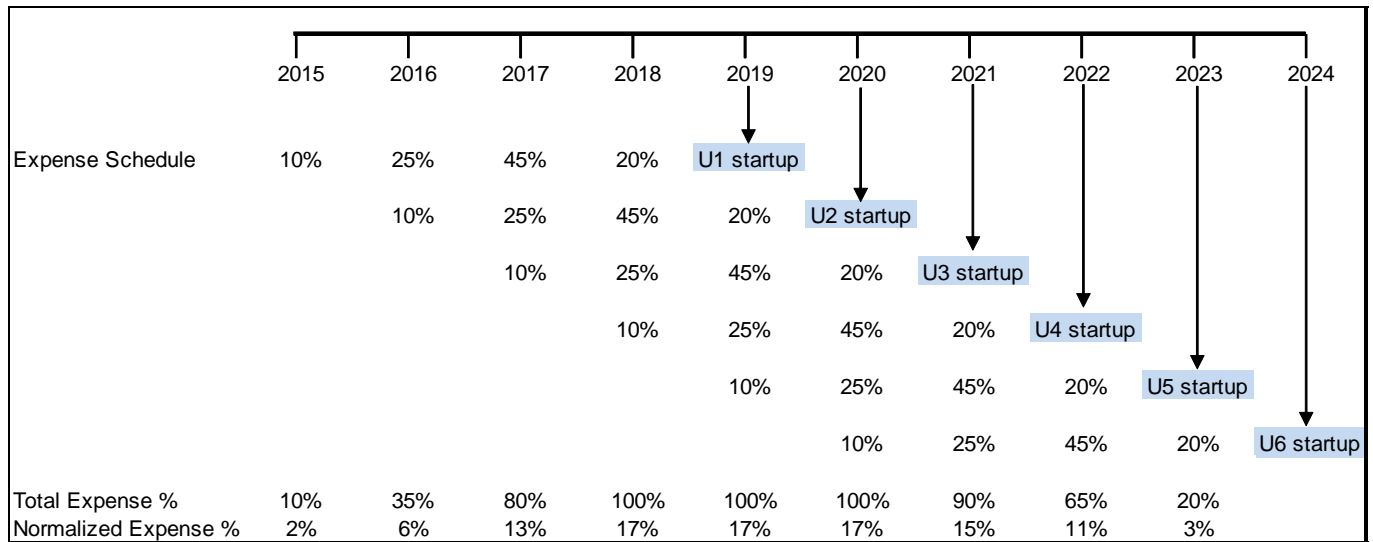 2015 2016 2017 2018 2019 2020 2021 2022 2023 2024
Expense Schedule 10% 25% 45% 20% U1 startup
10% 25% 45% 20% U2 startup
10% 25% 45% 20% U3 startup
10% 25% 45% 20% U4 startup
10% 25% 45% 20% U5 startup
10% 25% 45% 20% U6 startup
Total Expense % 10% 35% 80% 100% 100% 100% 90% 65% 20%
Normalized Expense % 2% 6% 13% 17% 17% 17% 15% 11% 3%